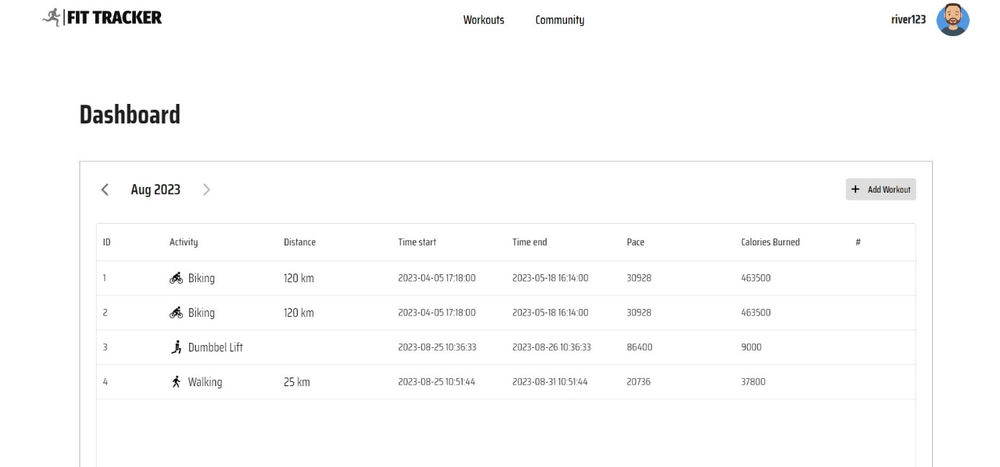 FIT TRACKER
Workouts Community
river123
Dashboard
Aug 2023
+ Add Workout
ID Activity Distance Time start Time end Pace Calories Burned #
1 Biking 120 km 2023-04-05 17:18:00 2023-05-18 16:14:00 30928 463500
2 Biking 120 km 2023-04-05 17:18:00 2023-05-18 16:14:00 30928 463500
3 Dumbbel Lift 2023-08-25 10:36:33 2023-08-26 10:36:33 86400 9000
4 Walking 25 km 2023-08-25 10:51:44 2023-08-31 10:51:44 20736 37800